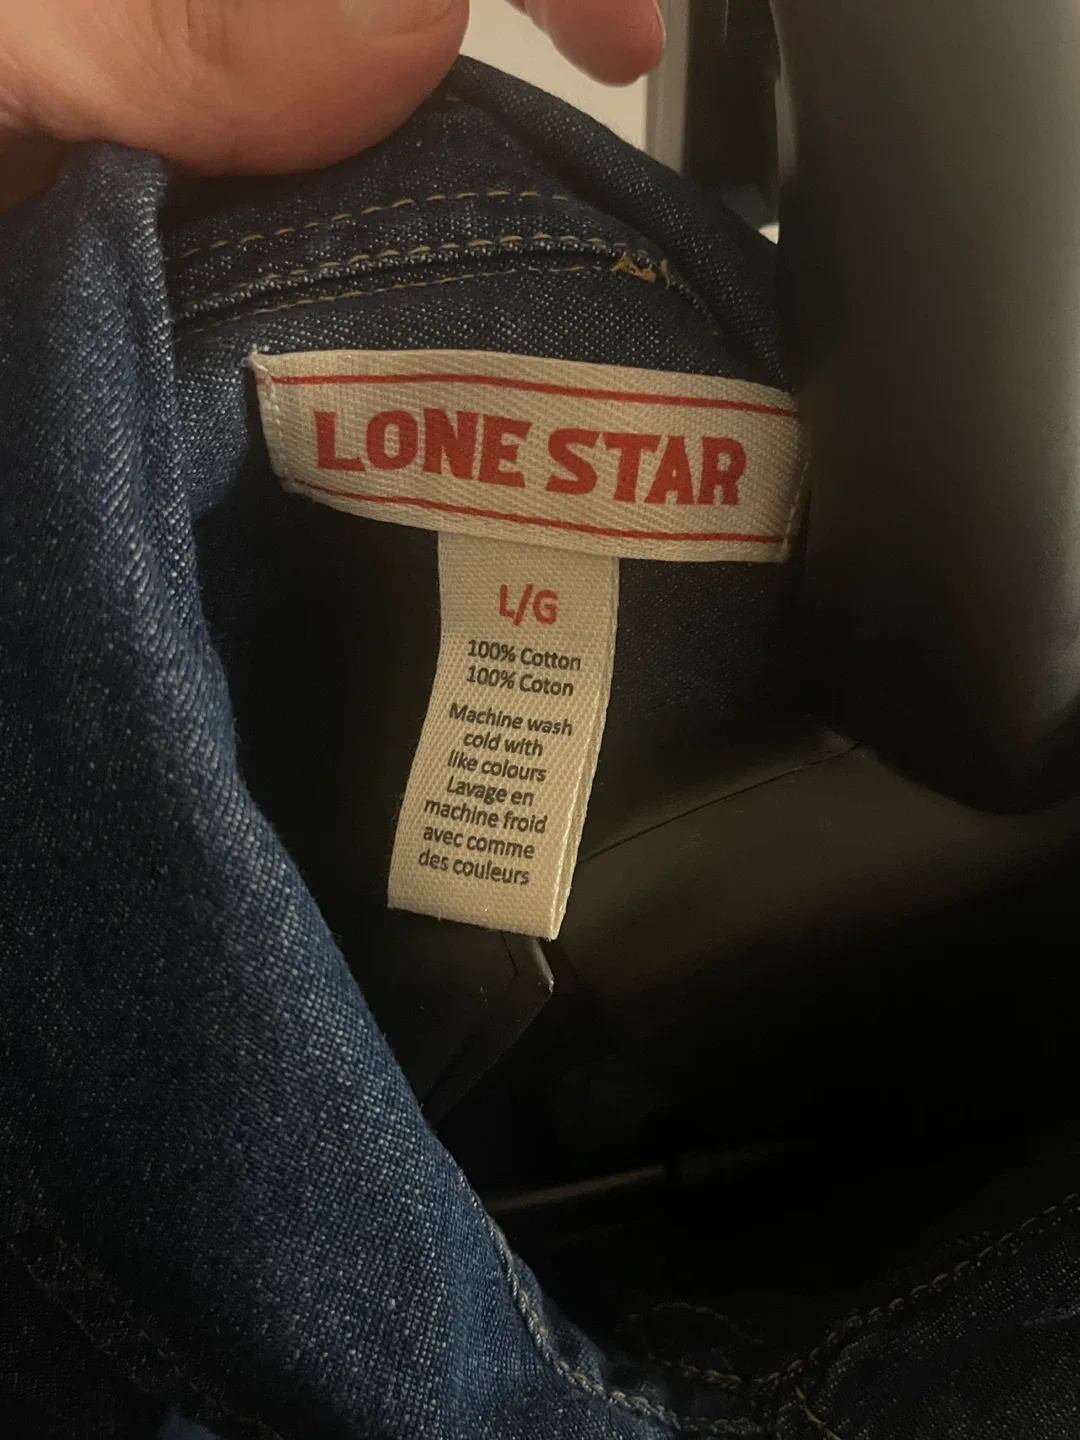 LONE STAR
L/G
100% Cotton
100% Coton
Machine wash
cold with
like colours
Lavage en
machine froid
avec comme
des couleurs